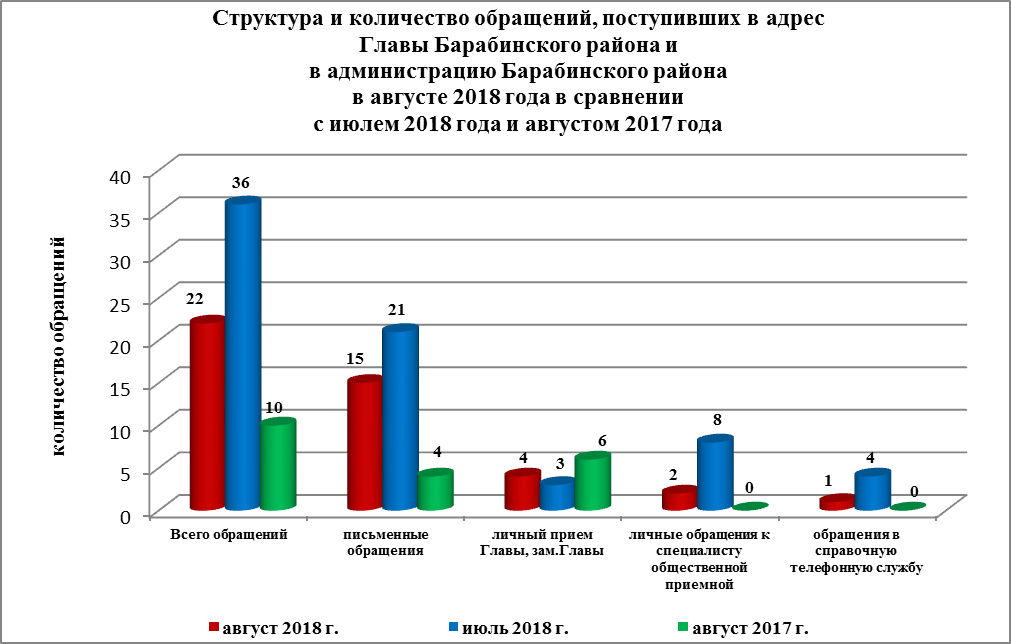 Структура и количество обращений, поступивших в адрес
Главы Барабинского района и
в администрацию Барабинского района
в августе 2018 года в сравнении
с июлем 2018 года и августом 2017 года
количество обращений
40
35
30
25
20
15
10
5
0
22
36
10
15
21
4
4
3
6
2
8
0
1
4
0
Всего обращений
письменные
обращения
личный прием
Главы, зам.Главы
личные обращения к
специалисту
общественной
приемной
обращения в
справочную
телефонную службу
август 2018 г.
июль 2018 г.
август 2017 г.